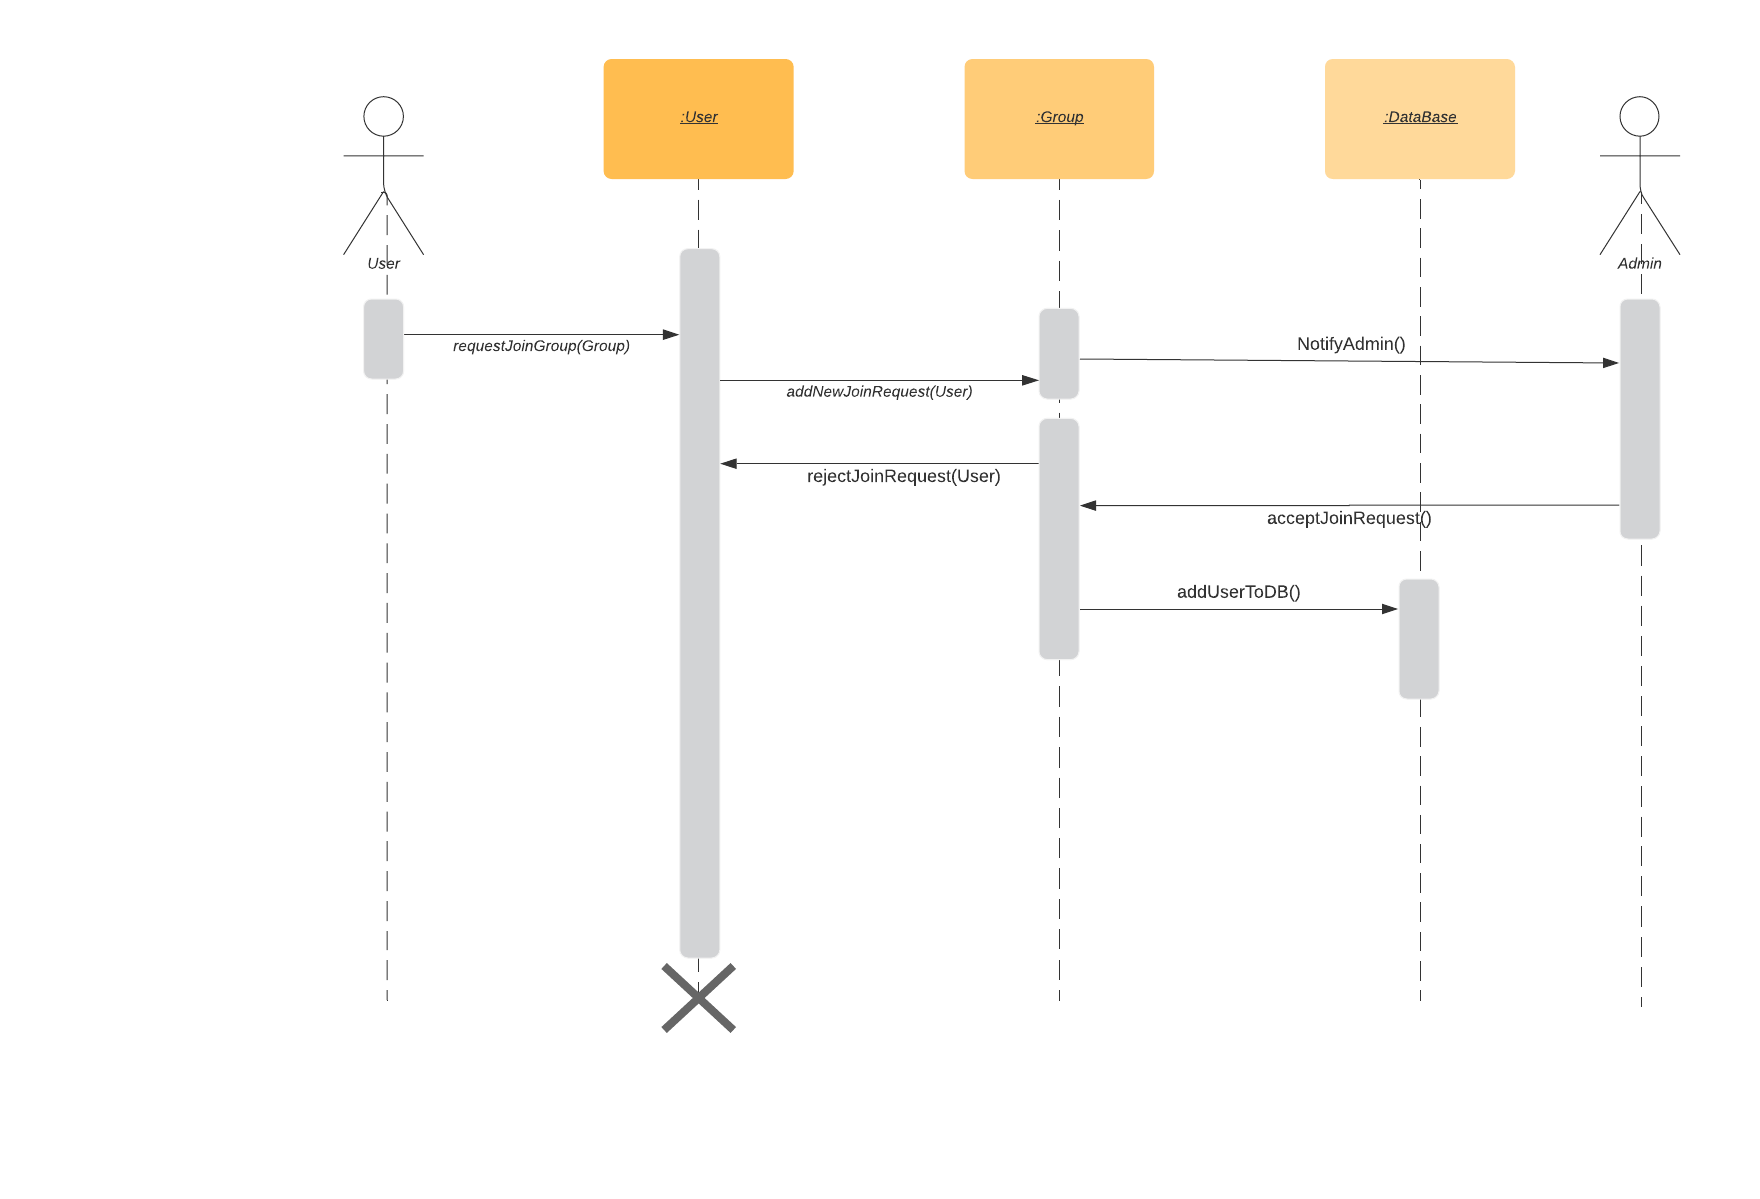 :User
:Group
:DataBase
User
Admin
requestJoinGroup(Group)
NotifyAdmin()
addNewJoinRequest(User)
rejectJoinRequest(User)
acceptJoinRequest()
addUserToDB()